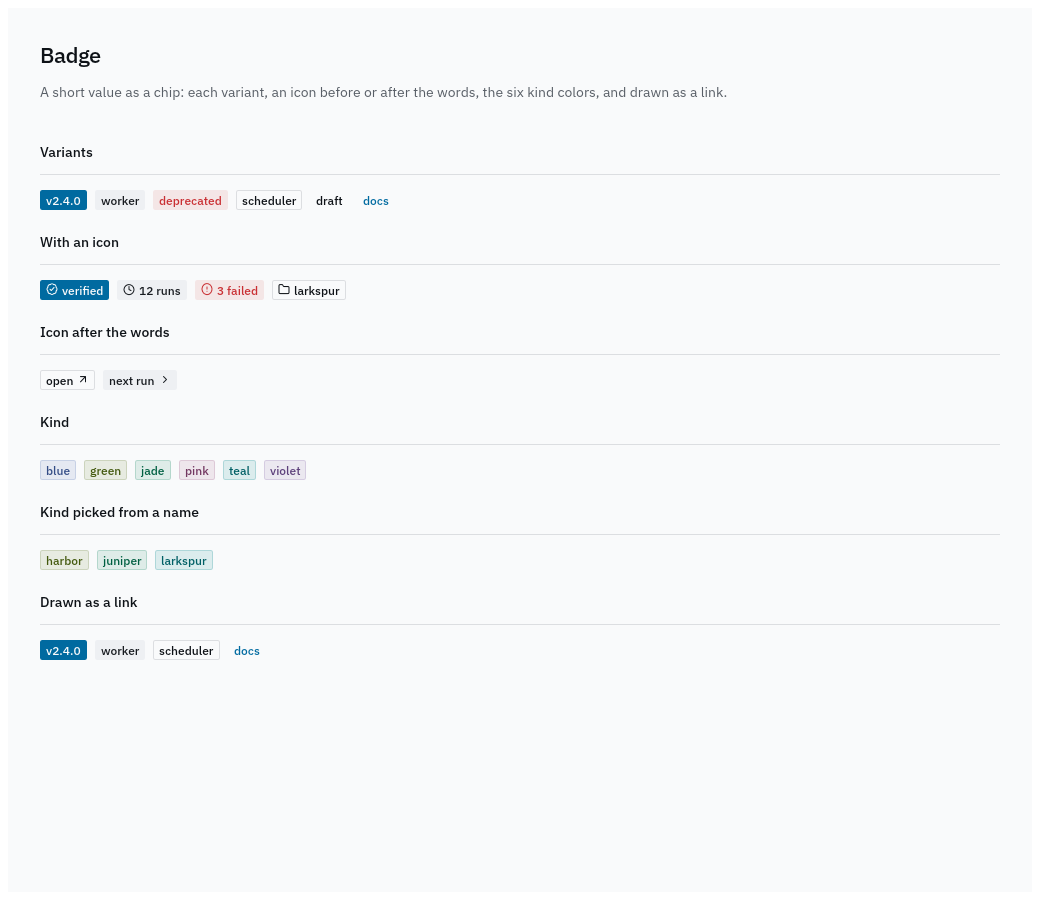 Badge
A short value as a chip: each variant, an icon before or after the words, the six kind colors, and drawn as a link.
Variants
v2.4.0 worker deprecated scheduler draft docs
With an icon
verified 12 runs 3 failed larkspur
Icon after the words
open next run
Kind
blue green jade pink teal violet
Kind picked from a name
harbor juniper larkspur
Drawn as a link
v2.4.0 worker scheduler docs